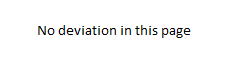 No deviation in this page